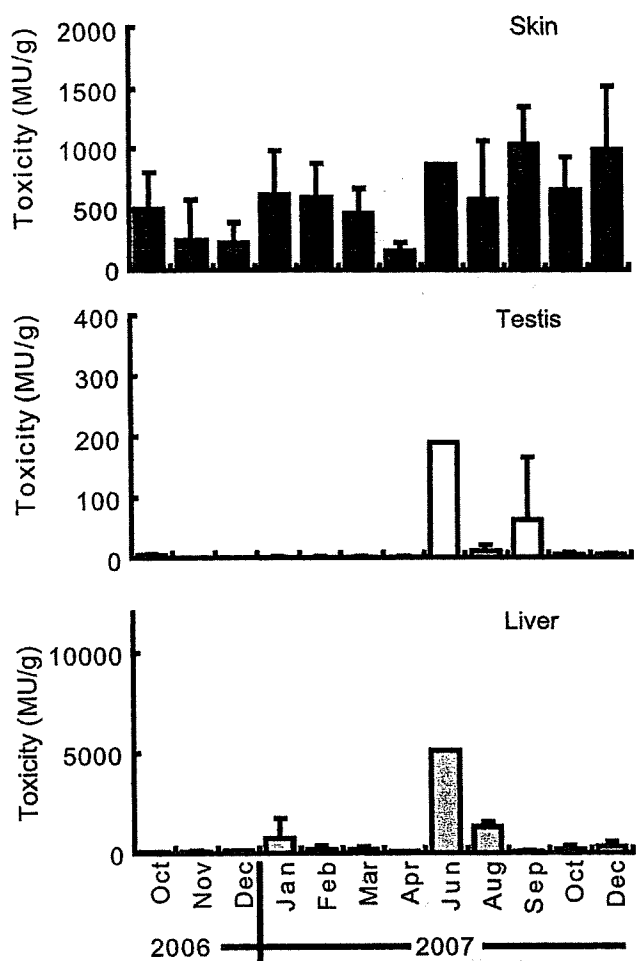 Skin
Toxicity (MU/g)
2000
1500
1000
500
0
Testis
Toxicity (MU/g)
400
300
200
100
0
Liver
Toxicity (MU/g)
10000
5000
0
Oct Nov Dec Jan Feb Mar Apr Jun Aug Sep Oct Dec
2006 2007